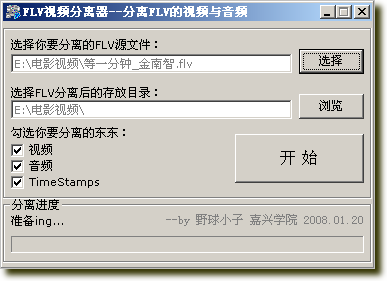 FLV视频分离器--分离FLV的视频与音频
选择你要分离的FLV源文件：
E:\电影视频\等一分钟_金南智.flv
选择
选择FLV分离后的存放目录：
E:\电影视频\
浏览
勾选你要分离的东东：
视频
音频
TimeStamps
开 始
分离进度
准备ing...
--by 野球小子 嘉兴学院 2008.01.20